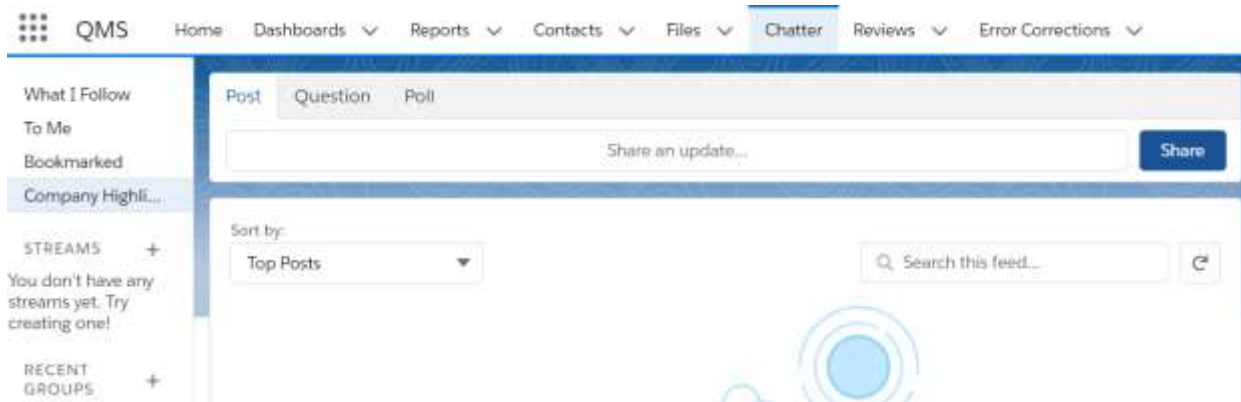 QMS Home Dashboards Reports Contacts Files Chatter Reviews Error Corrections
What I Follow
To Me
Bookmarked
Company Highli...
STREAMS +
You don't have any
streams yet. Try
creating one!
RECENT
GROUPS +
Post Question Poll
Share an update... Share
Sort by:
Top Posts
Search this feed...